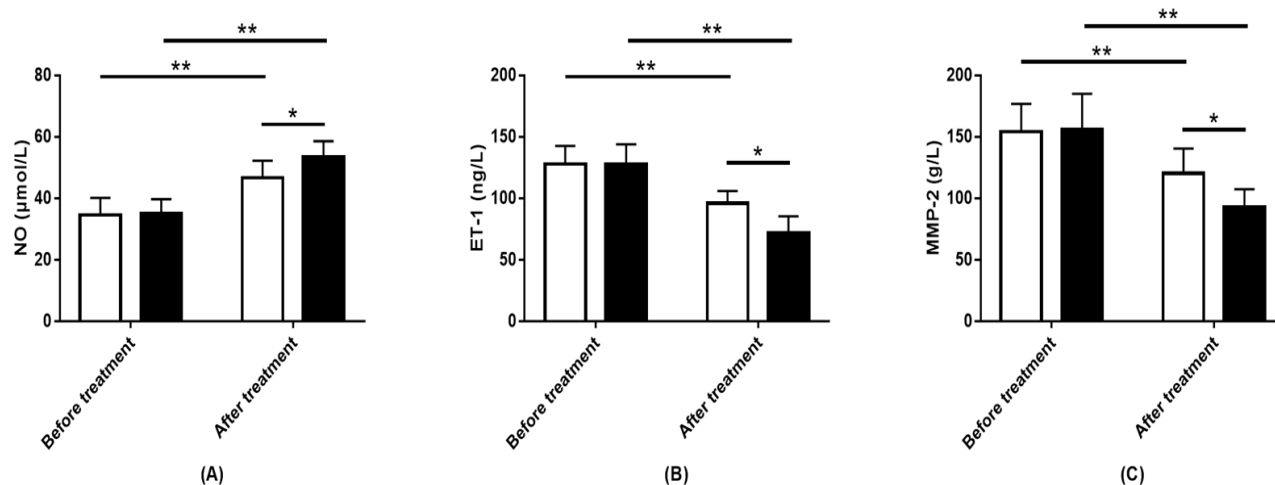 **
**
*
80
60
40
20
0
NO (µmol/L)
Before treatment
After treatment
(A)
**
**
*
200
150
100
50
0
ET-1 (ng/L)
Before treatment
After treatment
(B)
**
**
*
200
150
100
50
0
MMP-2 (g/L)
Before treatment
After treatment
(C)